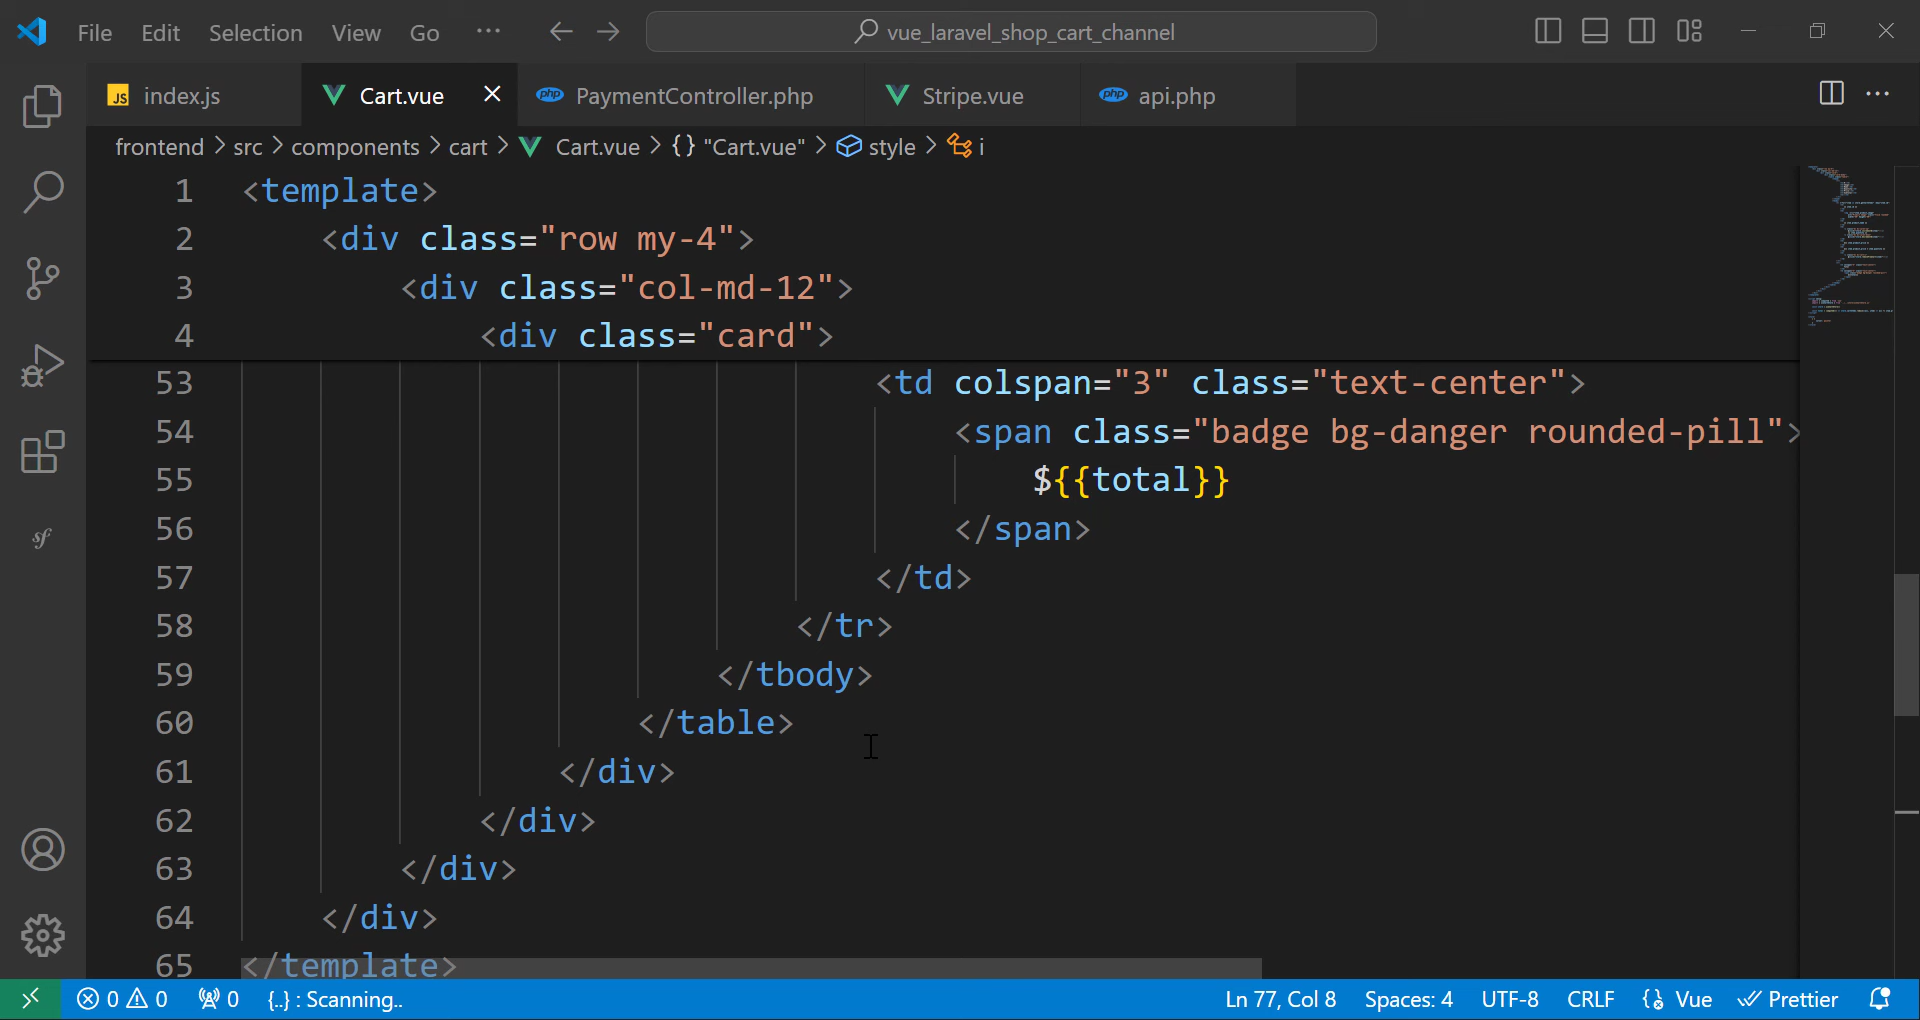 File Edit Selection View Go ··· vue_laravel_shop_cart_channel
JS index.js Cart.vue php PaymentController.php Stripe.vue php api.php
frontend > src > components > cart > Cart.vue > {} "Cart.vue" > style > i
1 <template>
2 <div class="row my-4">
3 <div class="col-md-12">
4 <div class="card">
53 <td colspan="3" class="text-center">
54 <span class="badge bg-danger rounded-pill">
55 ${{total}}
56 </span>
57 </td>
58 </tr>
59 </tbody>
60 </table>
61 </div>
62 </div>
63 </div>
64 </div>
65 </template>
sf
0 0 0 {..} : Scanning.. Ln 77, Col 8 Spaces: 4 UTF-8 CRLF Vue Prettier